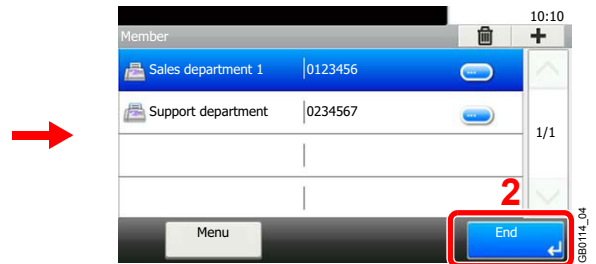 10:10
Member
Sales department 1 0123456
Support department 0234567
1/1
2
Menu End
GB0114_04